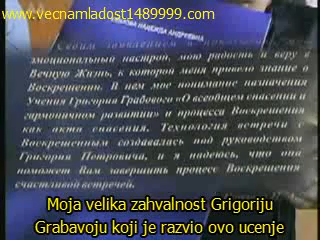 www.vecnamladost1489999.com
НАДЕЖДА АНДРЕЕВНА
Своим заявлением я
эмоциональный настрой, мою радость и веру в
Вечную Жизнь, к которой меня привело знание о
Воскрешении. В нем мое понимание назначения
Учения Григория Грабового «О всеобщем спасении и
гармоничном развитии» и процесса Воскрешения
как акта спасения. Технология встречи с
Воскрешенным создавалась под руководством
Григория Петровича, и я надеюсь, что она
поможет Вам завершить процесс Воскрешения
счастливой встречей.
Moja velika zahvalnost Grigoriju
Grabavoju koji je razvio ovo ucenje